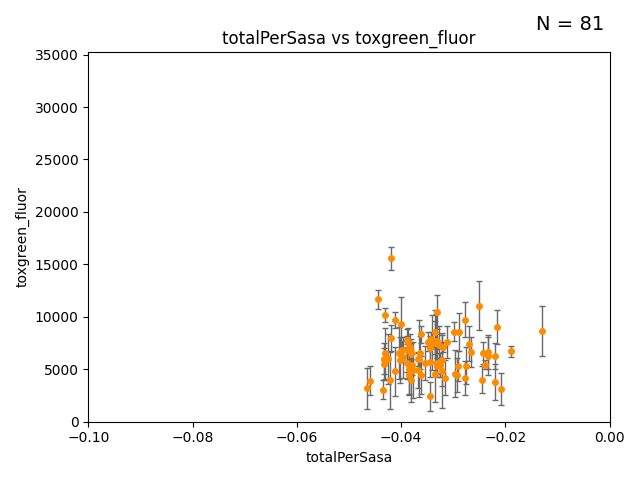 N = 81
totalPerSasa vs toxgreen_fluor
35000
30000
25000
20000
15000
10000
5000
0
toxgreen_fluor
−0.10 −0.08 −0.06 −0.04 −0.02 0.00
totalPerSasa